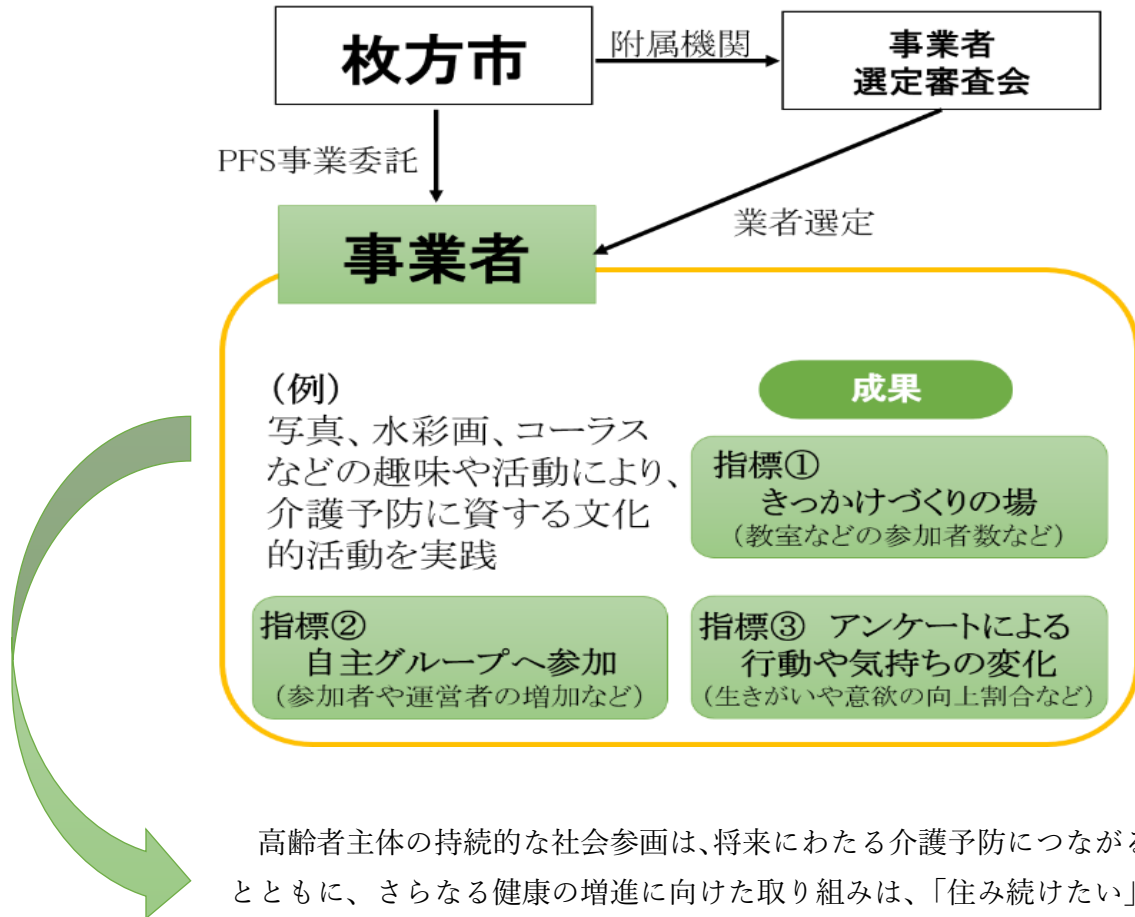 枚方市
附属機関
事業者
選定審査会
PFS事業委託
業者選定
事業者
(例)
写真、水彩画、コーラス
などの趣味や活動により、
介護予防に資する文化
的活動を実践
成果
指標①
きっかけづくりの場
(教室などの参加者数など)
指標②
自主グループへ参加
(参加者や運営者の増加など)
指標③ アンケートによる
行動や気持ちの変化
(生きがいや意欲の向上割合など)
高齢者主体の持続的な社会参画は、将来にわたる介護予防につながる
とともに、さらなる健康の増進に向けた取り組みは、「住み続けたい」